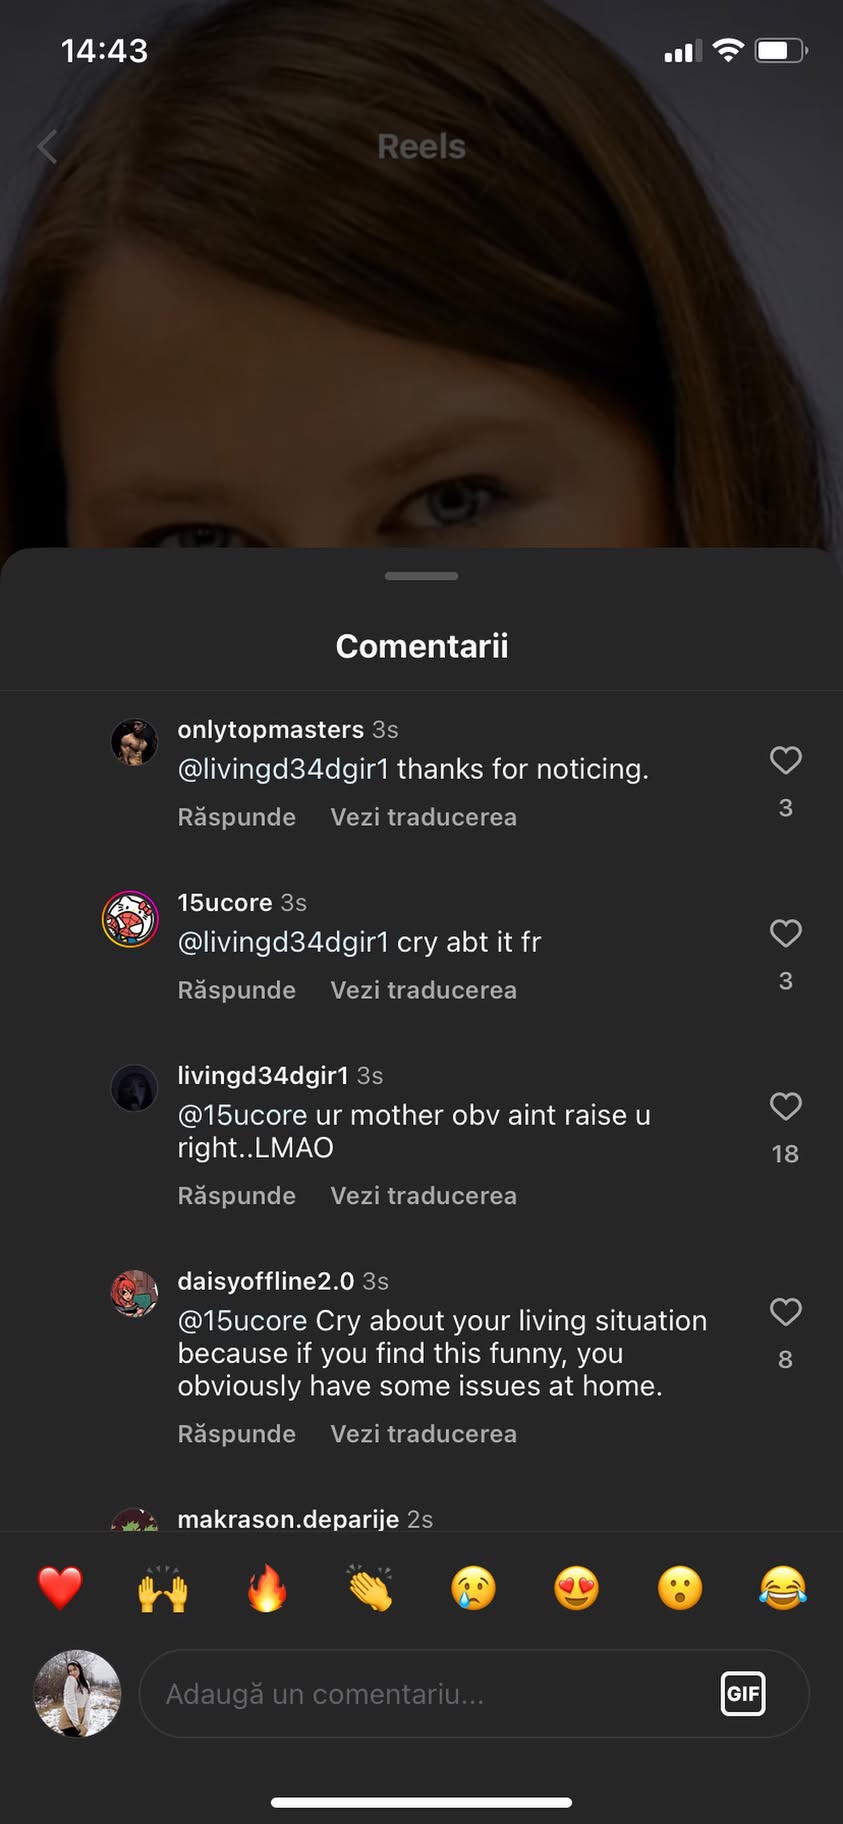 14:43
Reels
Comentarii
onlytopmasters 3s
@livingd34dgir1 thanks for noticing.
3
Răspunde Vezi traducerea
15ucore 3s
@livingd34dgir1 cry abt it fr
3
Răspunde Vezi traducerea
livingd34dgir1 3s
@15ucore ur mother obv aint raise u
right..LMAO
18
Răspunde Vezi traducerea
daisyoffline2.0 3s
@15ucore Cry about your living situation
because if you find this funny, you
obviously have some issues at home.
8
Răspunde Vezi traducerea
makrason.deparije 2s
Adaugă un comentariu...
GIF